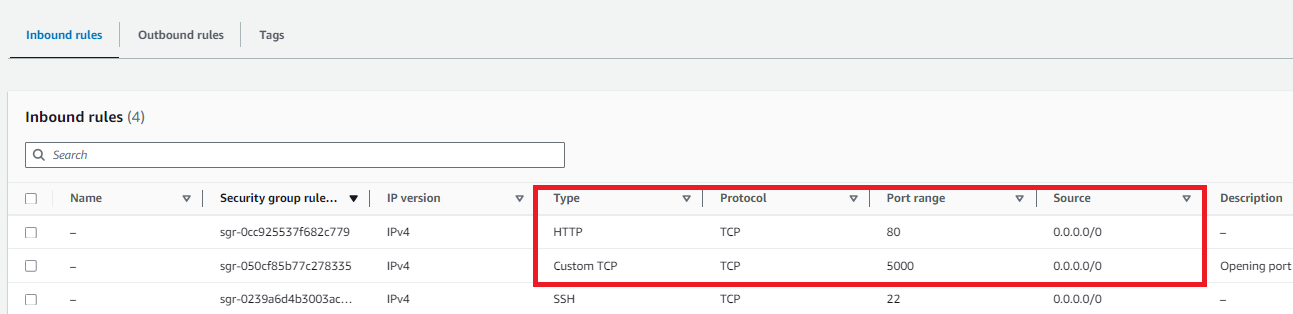 Inbound rules Outbound rules Tags
Inbound rules (4)
Search
Name Security group rule... IP version Type Protocol Port range Source Description
– sgr-0cc925537f682c779 IPv4 HTTP TCP 80 0.0.0.0/0 –
– sgr-050cf85b77c278335 IPv4 Custom TCP TCP 5000 0.0.0.0/0 Opening port
– sgr-0239a6d4b3003ac... IPv4 SSH TCP 22 0.0.0.0/0 –